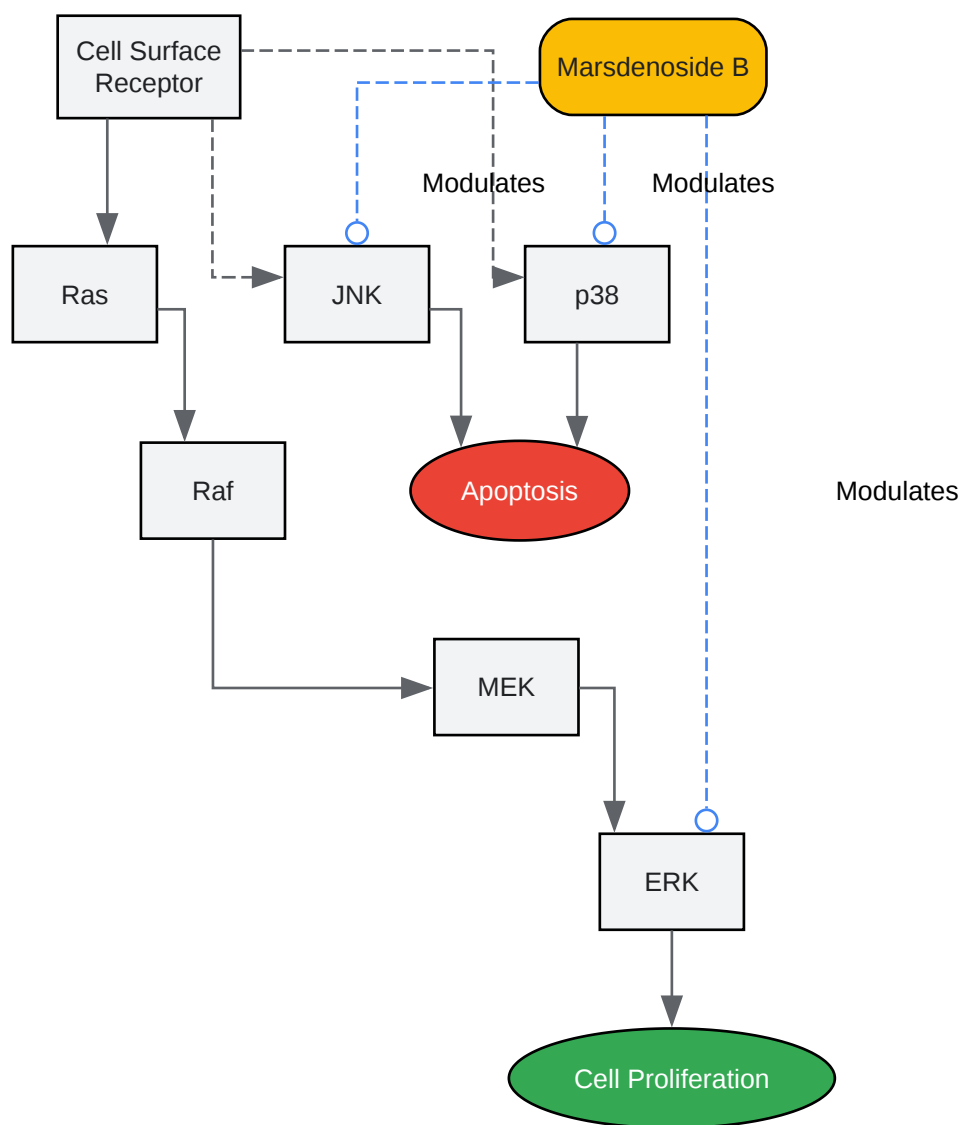 Cell Surface
Receptor
Marsdenoside B
Modulates
Modulates
Ras
JNK
p38
Raf
Apoptosis
Modulates
MEK
ERK
Cell Proliferation